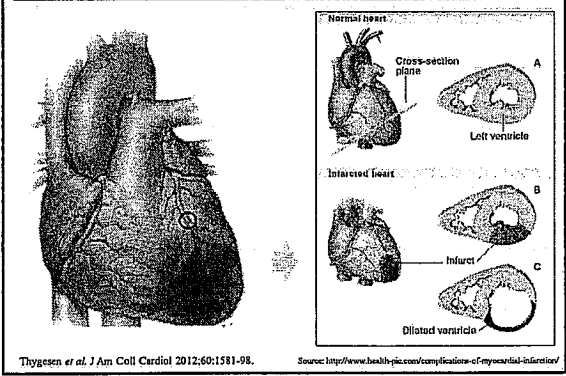 Normal heart
Cross-section
plane
A
Left ventricle
Infarcted heart
B
Infarct
C
Dilated ventricle
Thygesen et al. J Am Coll Cardiol 2012;60:1581-98.
Source: http://www.health-pic.com/complications-of-myocardial-infarction/